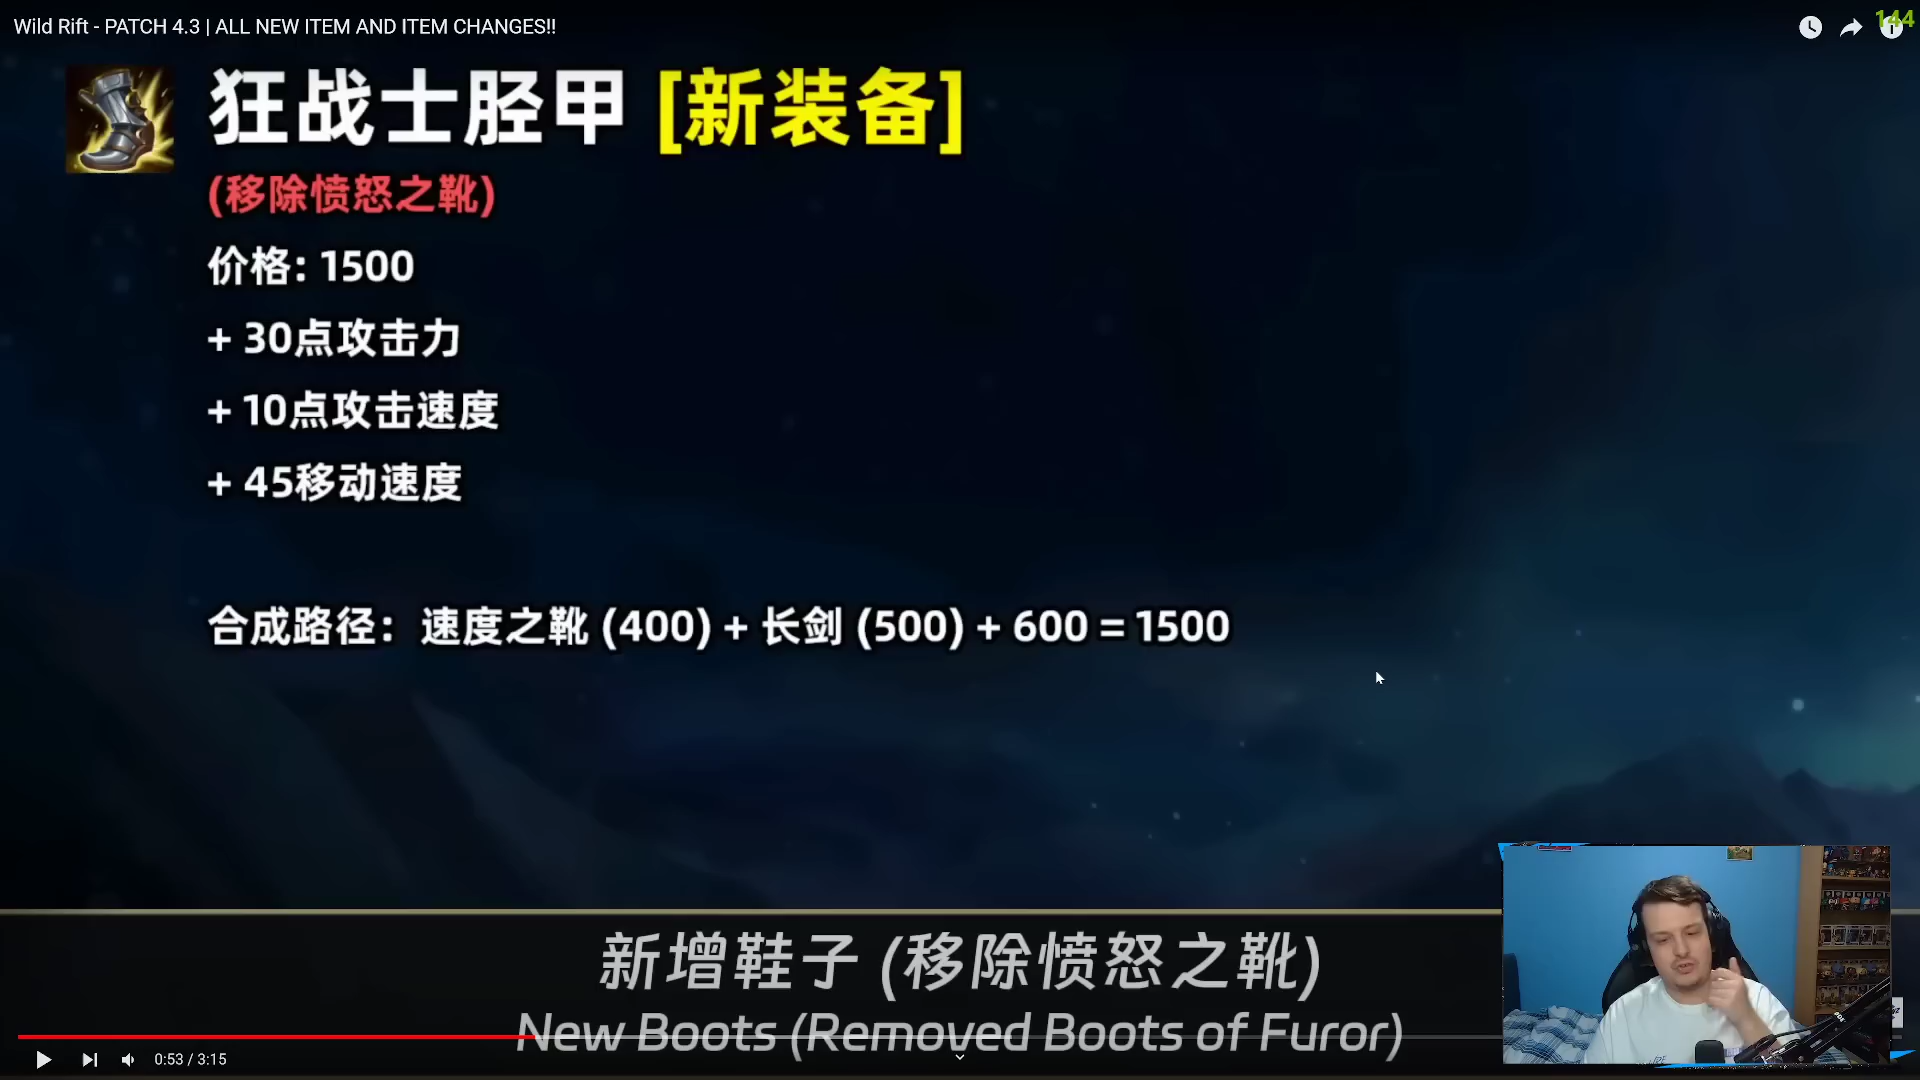 Wild Rift - PATCH 4.3 | ALL NEW ITEM AND ITEM CHANGES!!
144
狂战士胫甲 [新装备]
(移除愤怒之靴)
价格: 1500
+ 30点攻击力
+ 10点攻击速度
+ 45移动速度
合成路径：速度之靴 (400) + 长剑 (500) + 600 = 1500
新增鞋子 (移除愤怒之靴)
New Boots (Removed Boots of Furor)
0:53 / 3:15